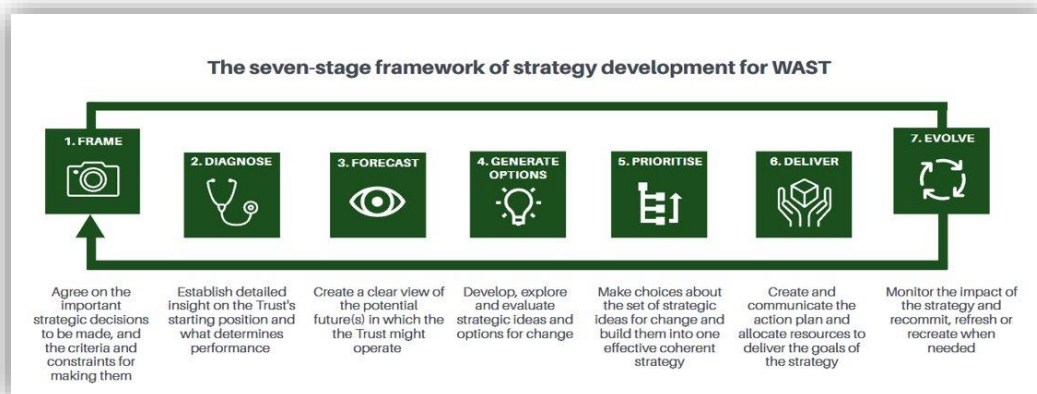 The seven-stage framework of strategy development for WAST
1. FRAME
2. DIAGNOSE
3. FORECAST
4. GENERATE
OPTIONS
5. PRIORITISE
6. DELIVER
7. EVOLVE
Agree on the
important
strategic decisions
to be made, and
the criteria and
constraints for
making them
Establish detailed
insight on the Trust's
starting position and
what determines
performance
Create a clear view of
the potential
future(s) in which the
the Trust might
operate
Develop, explore
and evaluate
strategic ideas and
options for change
Make choices about
the set of strategic
ideas for change and
build them into one
effective coherent
strategy
Create and
communicate the
action plan and
allocate resources to
deliver the goals of
the strategy
Monitor the impact of
the strategy and
recommit, refresh or
recreate when
needed